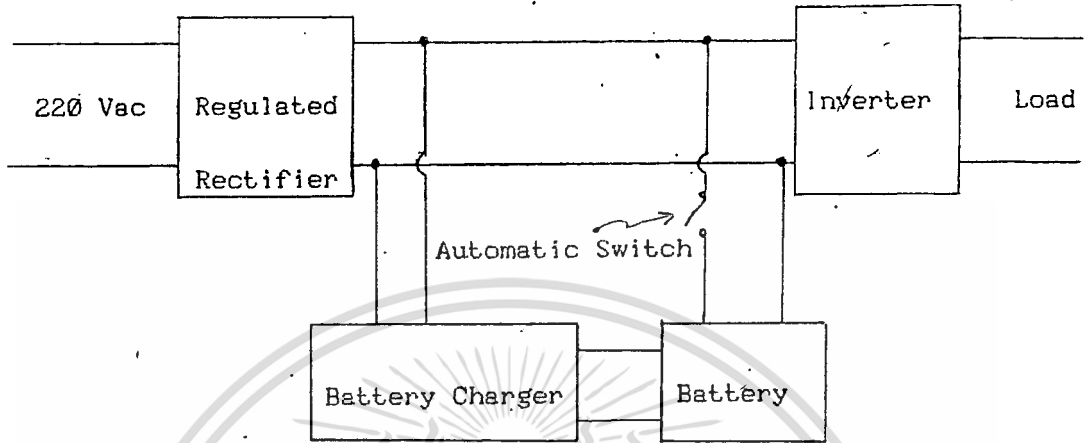 220 Vac
Regulated
Rectifier
Inverter
Load
Automatic Switch
Battery Charger
Battery